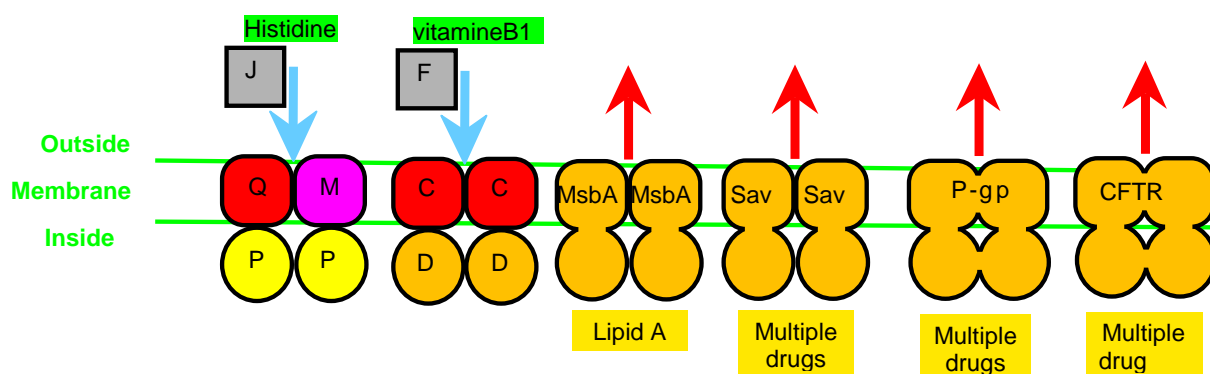 Histidine
vitamineB1
J
F
Outside
Membrane
Inside
Q M C C MsbA MsbA Sav Sav P-gp CFTR
P P D D
Lipid A
Multiple
drugs
Multiple
drugs
Multiple
drug